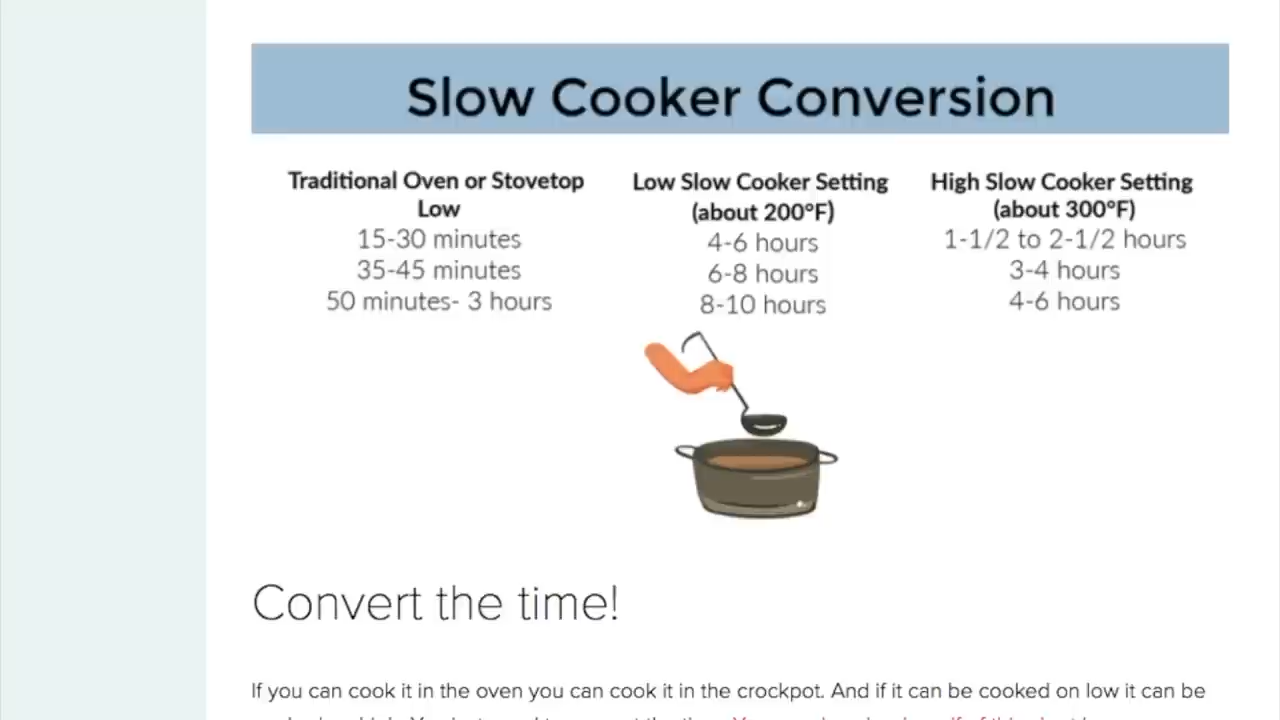 Slow Cooker Conversion
Traditional Oven or Stovetop
Low
15-30 minutes
35-45 minutes
50 minutes- 3 hours
Low Slow Cooker Setting
(about 200°F)
4-6 hours
6-8 hours
8-10 hours
High Slow Cooker Setting
(about 300°F)
1-1/2 to 2-1/2 hours
3-4 hours
4-6 hours
Convert the time!
If you can cook it in the oven you can cook it in the crockpot. And if it can be cooked on low it can be